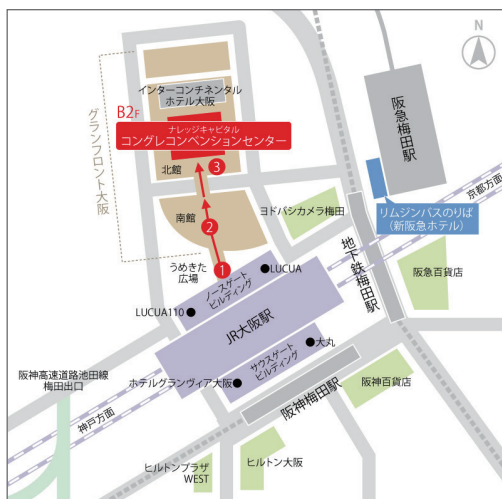 N
インターコンチネンタル
ホテル大阪
B2F
ナレッジキャピタル
コングレコンベンションセンター
グランフロント大阪
北館
3
南館
2
うめきた
広場
1
阪急梅田駅
京都方面
リムジンバスのりば
(新阪急ホテル)
ヨドバシカメラ梅田
地下鉄梅田駅
阪急百貨店
LUCUA
ノースゲート
ビルディング
LUCUA110
JR大阪駅
大丸
サウスゲート
ビルディング
ホテルグランヴィア大阪
阪神高速道路池田線
梅田出口
神戸方面
阪神梅田駅
阪神百貨店
ヒルトンプラザ
WEST
ヒルトン大阪